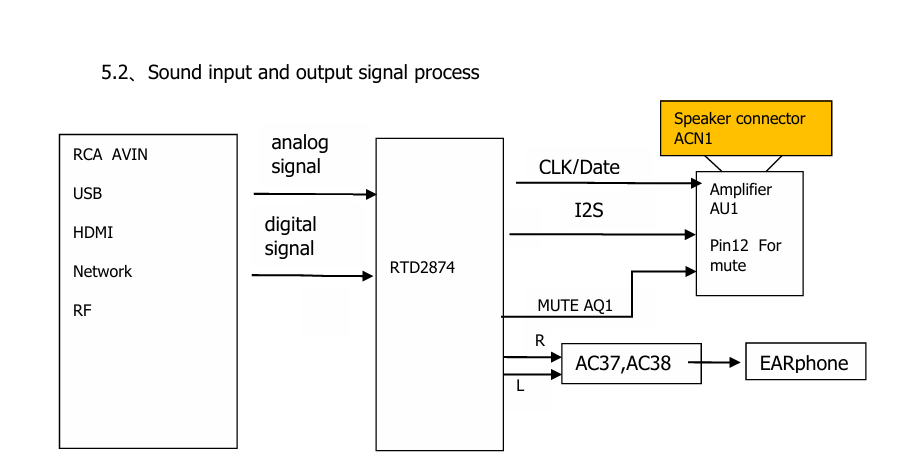 5.2、Sound input and output signal process
Speaker connector
ACN1
RCA AVIN
USB
HDMI
Network
RF
analog
signal
digital
signal
RTD2874
CLK/Date
I2S
MUTE AQ1
R
L
Amplifier
AU1
Pin12 For
mute
AC37,AC38
EARphone